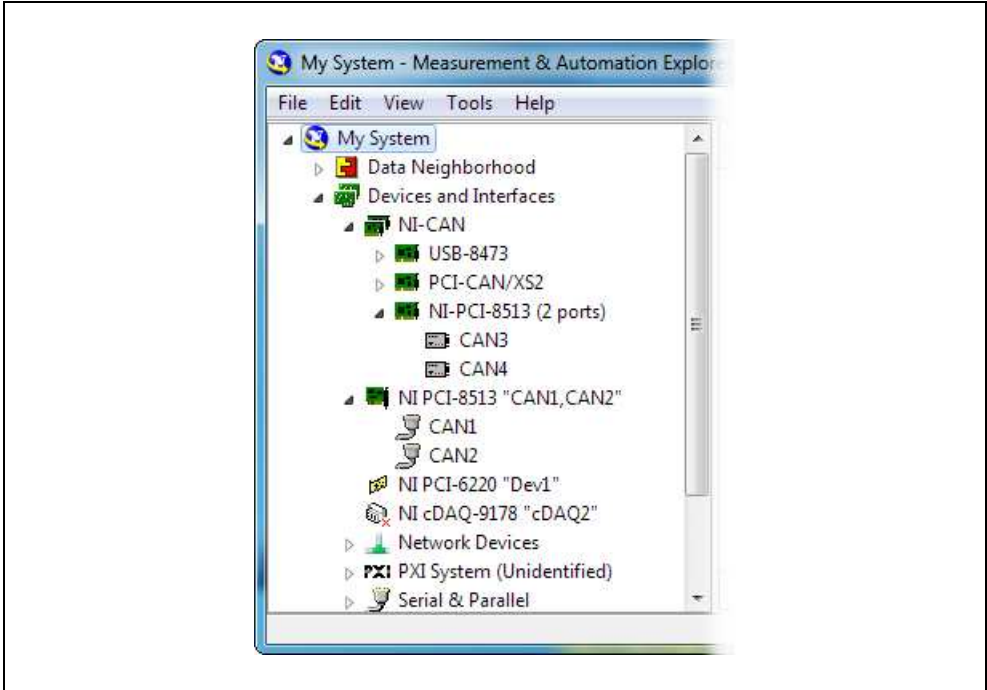 My System - Measurement & Automation Explore
File Edit View Tools Help
My System
Data Neighborhood
Devices and Interfaces
NI-CAN
USB-8473
PCI-CAN/XS2
NI-PCI-8513 (2 ports)
CAN3
CAN4
NI PCI-8513 "CAN1,CAN2"
CAN1
CAN2
NI PCI-6220 "Dev1"
NI cDAQ-9178 "cDAQ2"
Network Devices
PXI PXI System (Unidentified)
Serial & Parallel